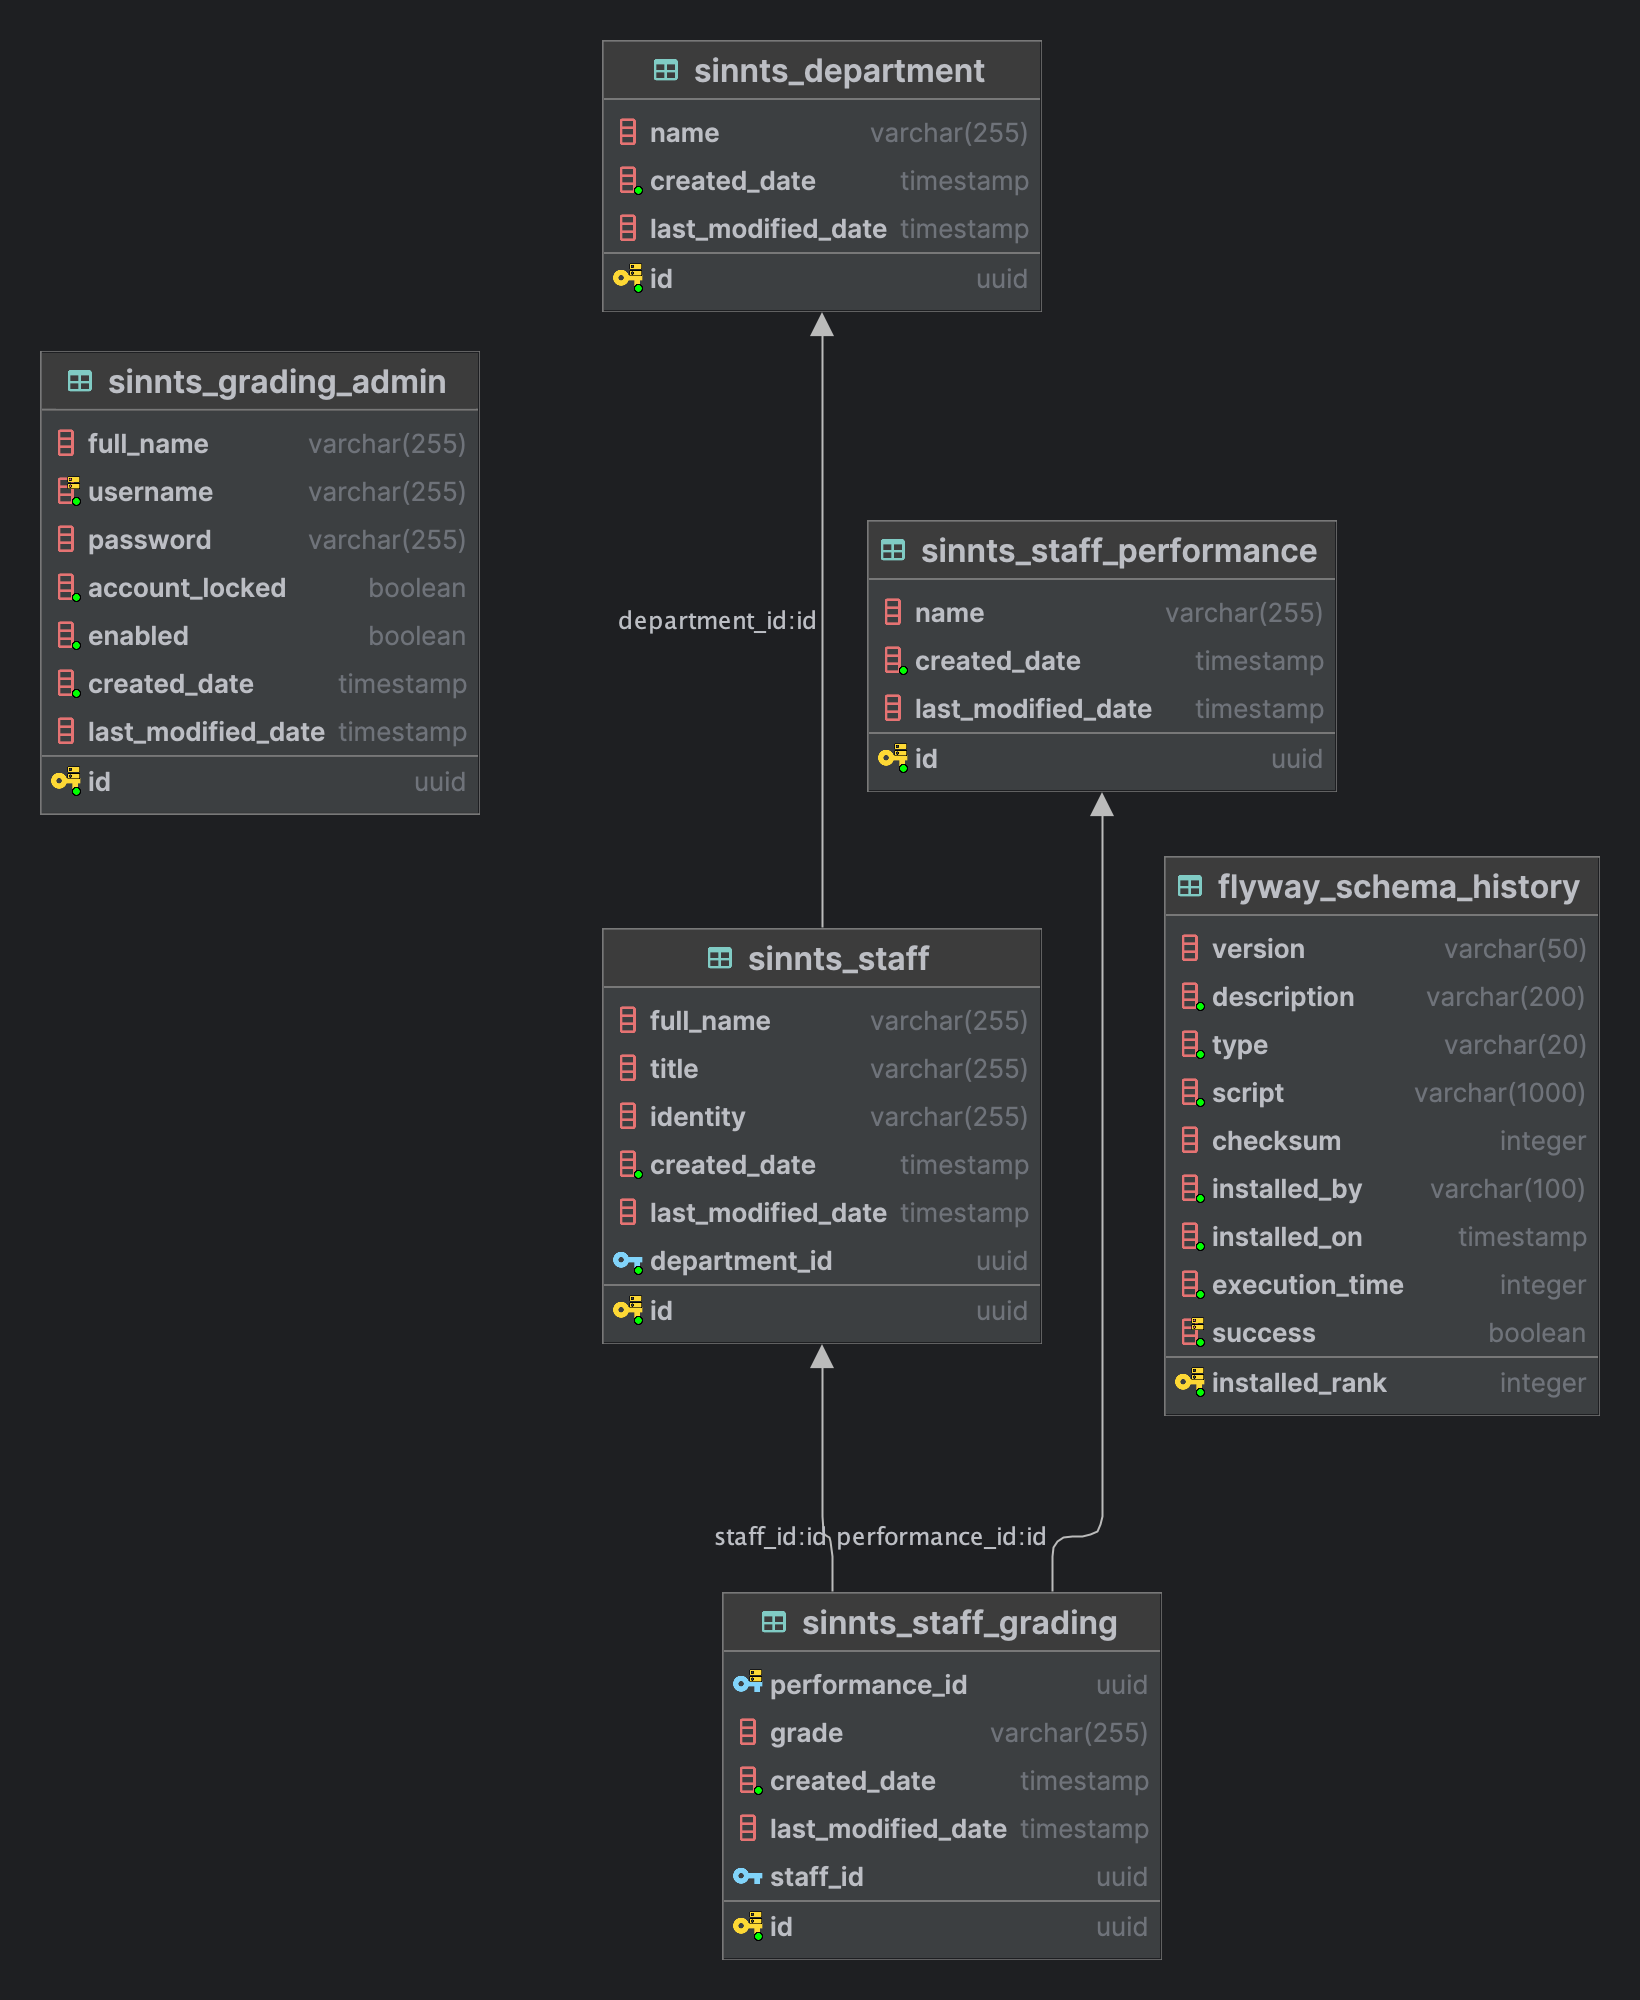 sinnts_department
name varchar(255)
created_date timestamp
last_modified_date timestamp
id uuid
sinnts_grading_admin
full_name varchar(255)
username varchar(255)
password varchar(255)
account_locked boolean
enabled boolean
created_date timestamp
last_modified_date timestamp
id uuid
department_id:id
sinnts_staff_performance
name varchar(255)
created_date timestamp
last_modified_date timestamp
id uuid
flyway_schema_history
version varchar(50)
description varchar(200)
type varchar(20)
script varchar(1000)
checksum integer
installed_by varchar(100)
installed_on timestamp
execution_time integer
success boolean
installed_rank integer
sinnts_staff
full_name varchar(255)
title varchar(255)
identity varchar(255)
created_date timestamp
last_modified_date timestamp
department_id uuid
id uuid
staff_id:id performance_id:id
sinnts_staff_grading
performance_id uuid
grade varchar(255)
created_date timestamp
last_modified_date timestamp
staff_id uuid
id uuid